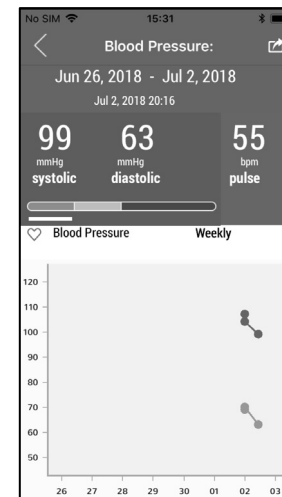 No SIM 15:31
Blood Pressure:
Jun 26, 2018 - Jul 2, 2018
Jul 2, 2018 20:16
99 63 55
mmHg mmHg bpm
systolic diastolic pulse
Blood Pressure Weekly
120
110
100
90
80
70
60
50
26 27 28 29 30 01 02 03